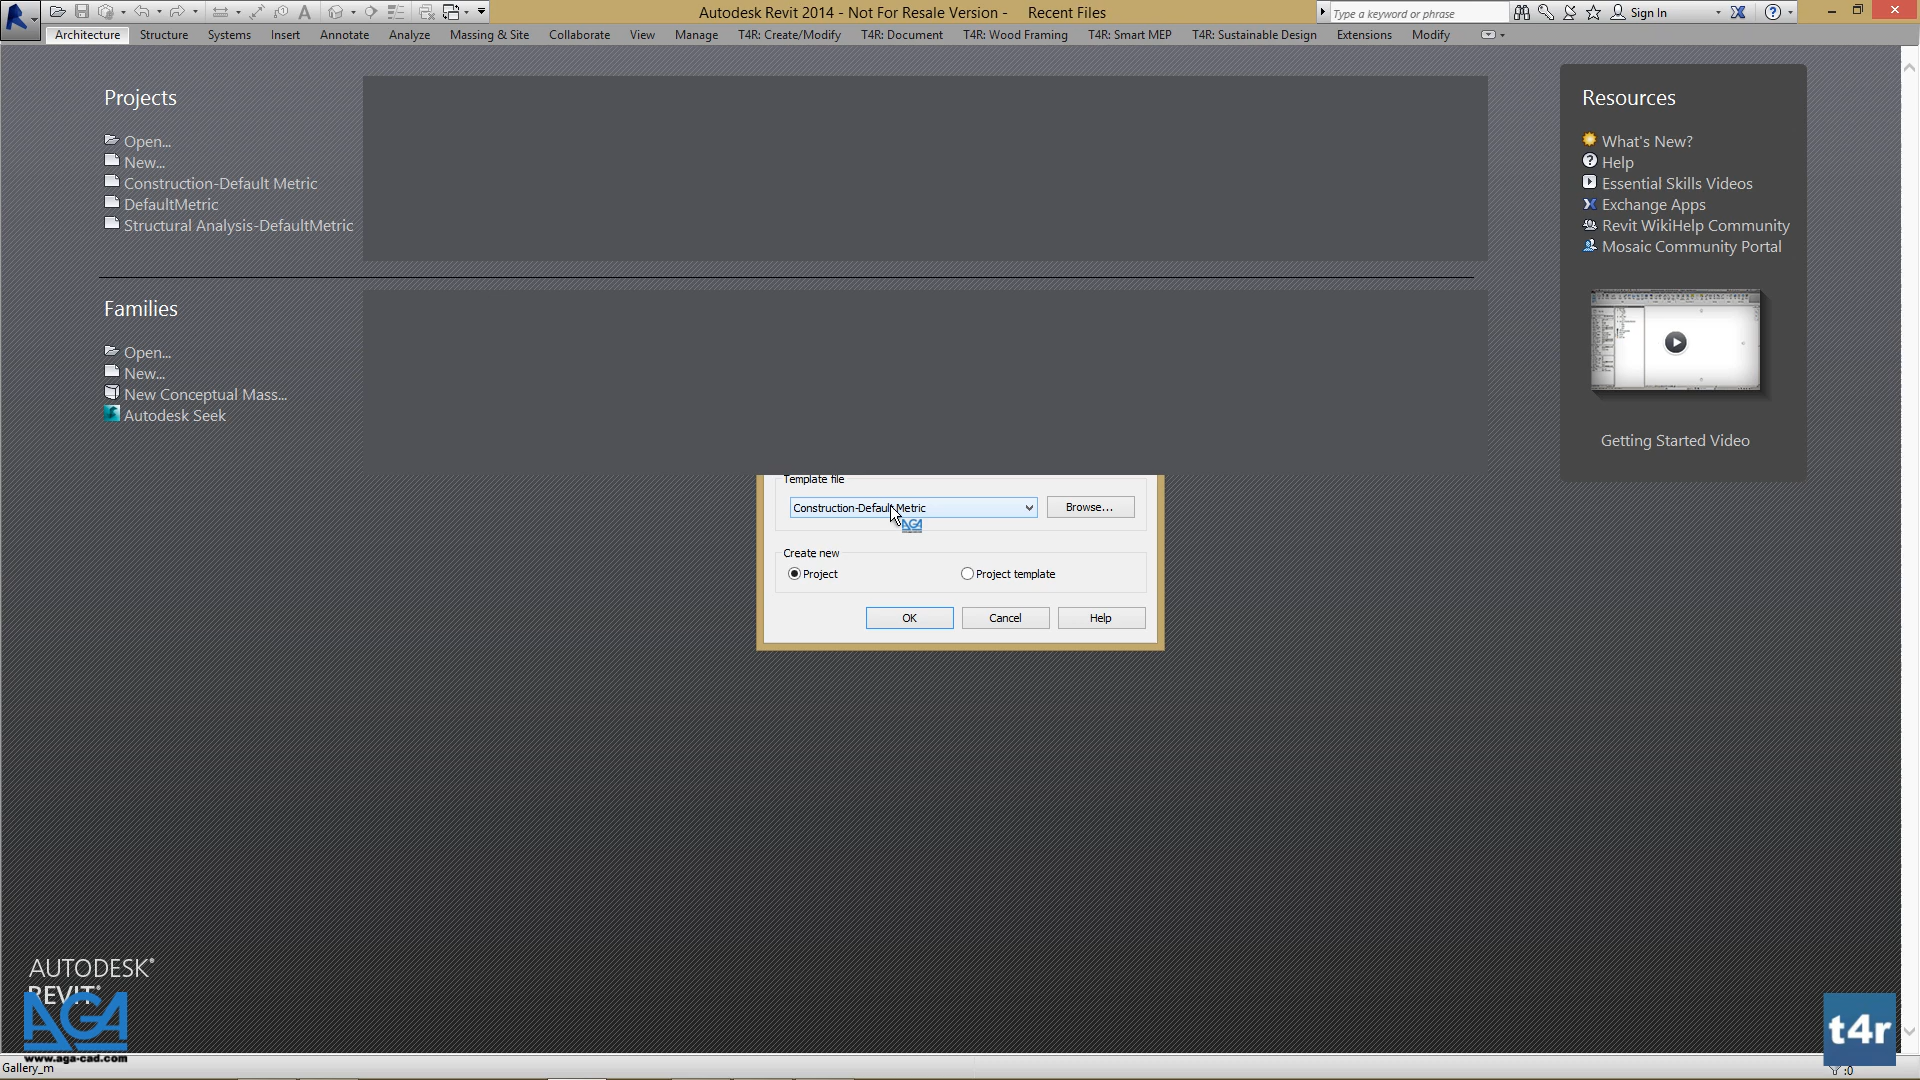 Autodesk Revit 2014 - Not For Resale Version - Recent Files
Type a keyword or phrase
Sign In
Architecture Structure Systems Insert Annotate Analyze Massing & Site Collaborate View Manage T4R: Create/Modify T4R: Document T4R: Wood Framing T4R: Smart MEP T4R: Sustainable Design Extensions Modify
Projects
Open...
New...
Construction-Default Metric
DefaultMetric
Structural Analysis-DefaultMetric
Families
Open...
New...
New Conceptual Mass...
Autodesk Seek
Resources
What's New?
Help
Essential Skills Videos
Exchange Apps
Revit WikiHelp Community
Mosaic Community Portal
Getting Started Video
Template file
Construction-Default Metric
Browse...
AGA
Create new
Project
Project template
OK
Cancel
Help
AUTODESK®
REVIT®
AGA
www.aga-cad.com
t4r
Gallery_m
:0